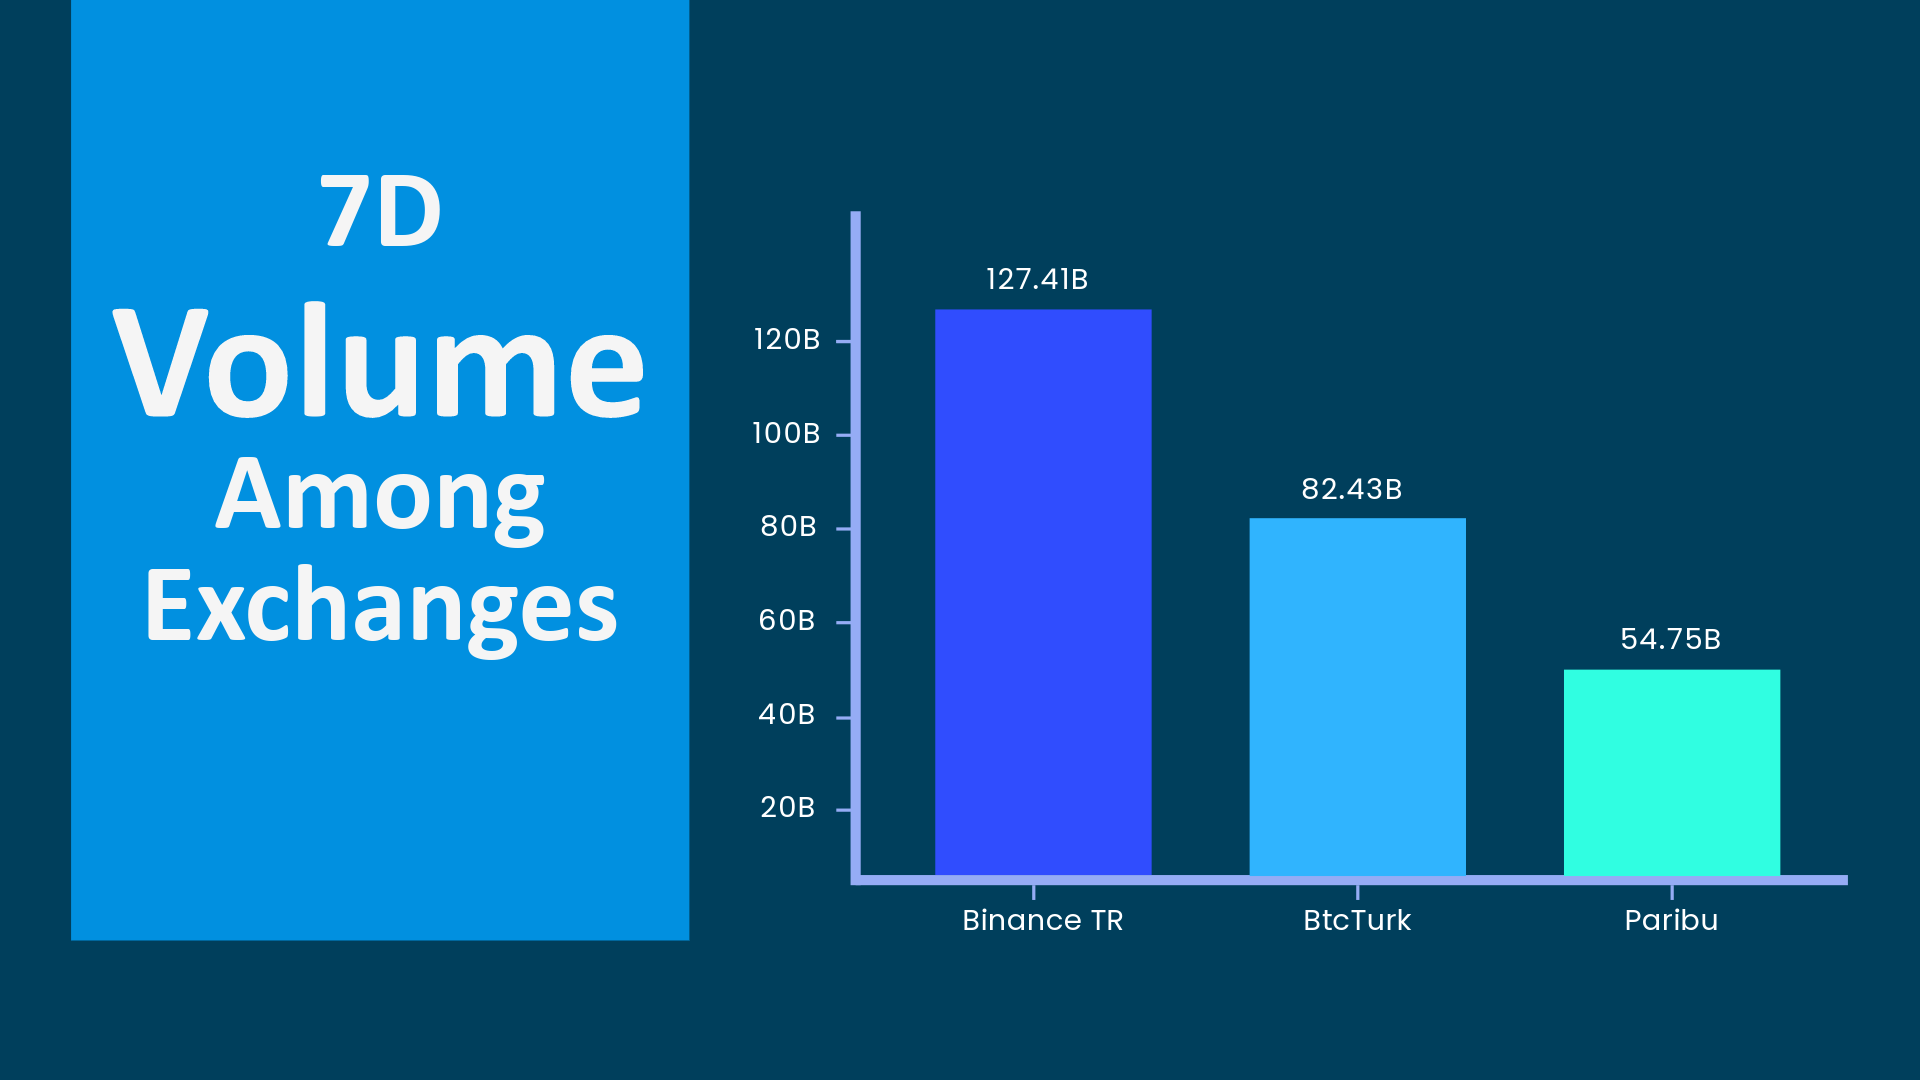 7D
Volume
Among
Exchanges
127.41B
120B
100B
82.43B
80B
60B
54.75B
40B
20B
Binance TR
BtcTurk
Paribu